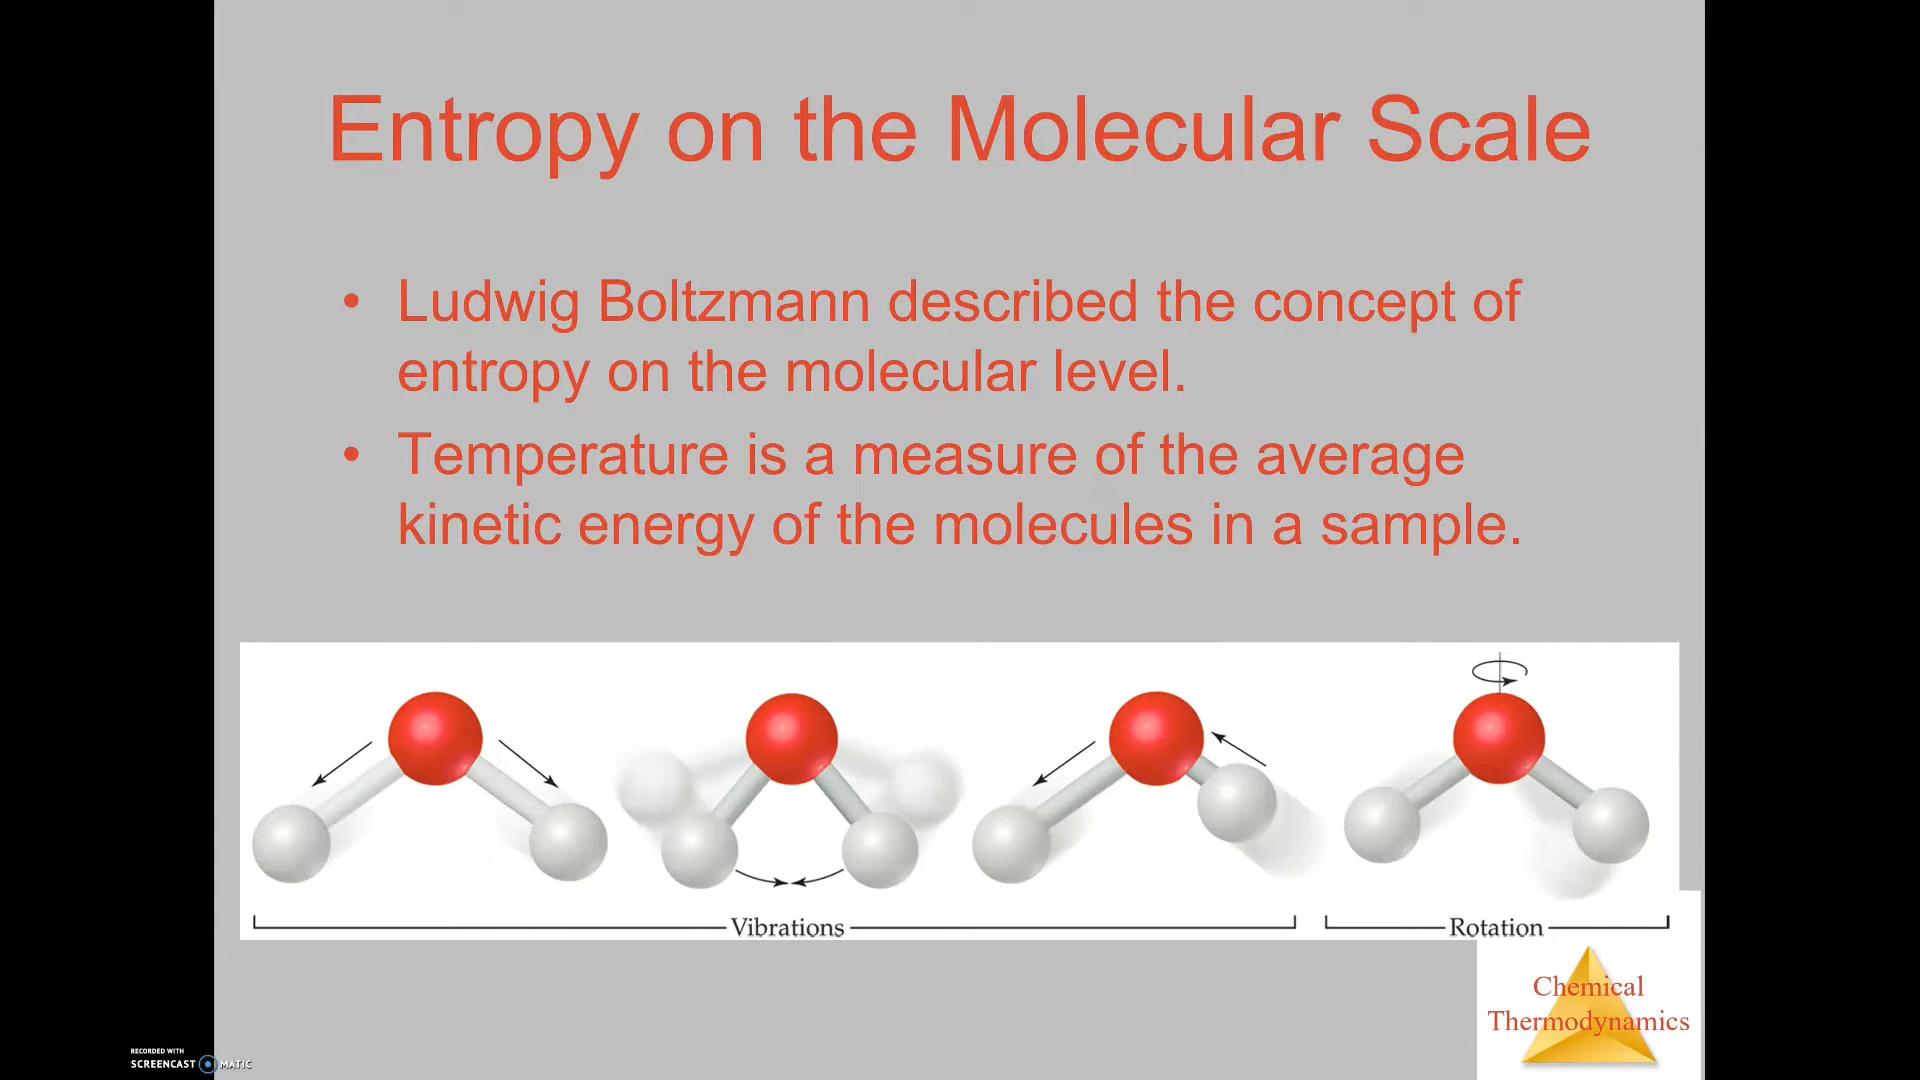 Entropy on the Molecular Scale
• Ludwig Boltzmann described the concept of
entropy on the molecular level.
• Temperature is a measure of the average
kinetic energy of the molecules in a sample.
Vibrations
Rotation
Chemical
Thermodynamics
RECORDED WITH
SCREENCAST MATIC